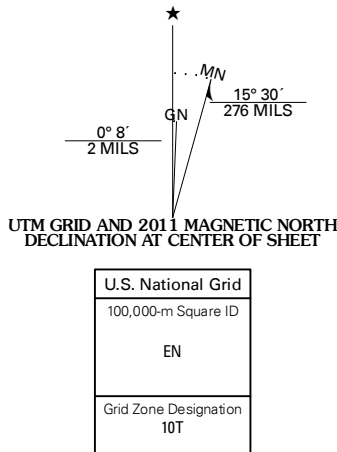 ★
MN
GN
15° 30´
276 MILS
0° 8´
2 MILS
UTM GRID AND 2011 MAGNETIC NORTH
DECLINATION AT CENTER OF SHEET
U.S. National Grid
100,000-m Square ID
EN
Grid Zone Designation
10T